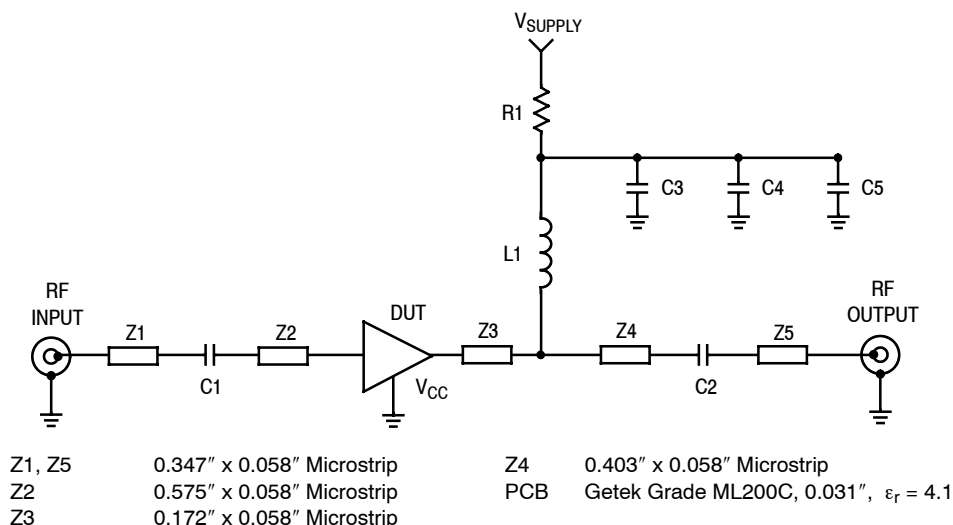 VSUPPLY
R1
C3 C4 C5
L1
RF
INPUT
DUT
RF
OUTPUT
Z1 Z2 Z3 Z4 Z5
C1 VCC C2
Z1, Z5 0.347″ x 0.058″ Microstrip
Z2 0.575″ x 0.058″ Microstrip
Z3 0.172″ x 0.058″ Microstrip
Z4 0.403″ x 0.058″ Microstrip
PCB Getek Grade ML200C, 0.031″, εr = 4.1